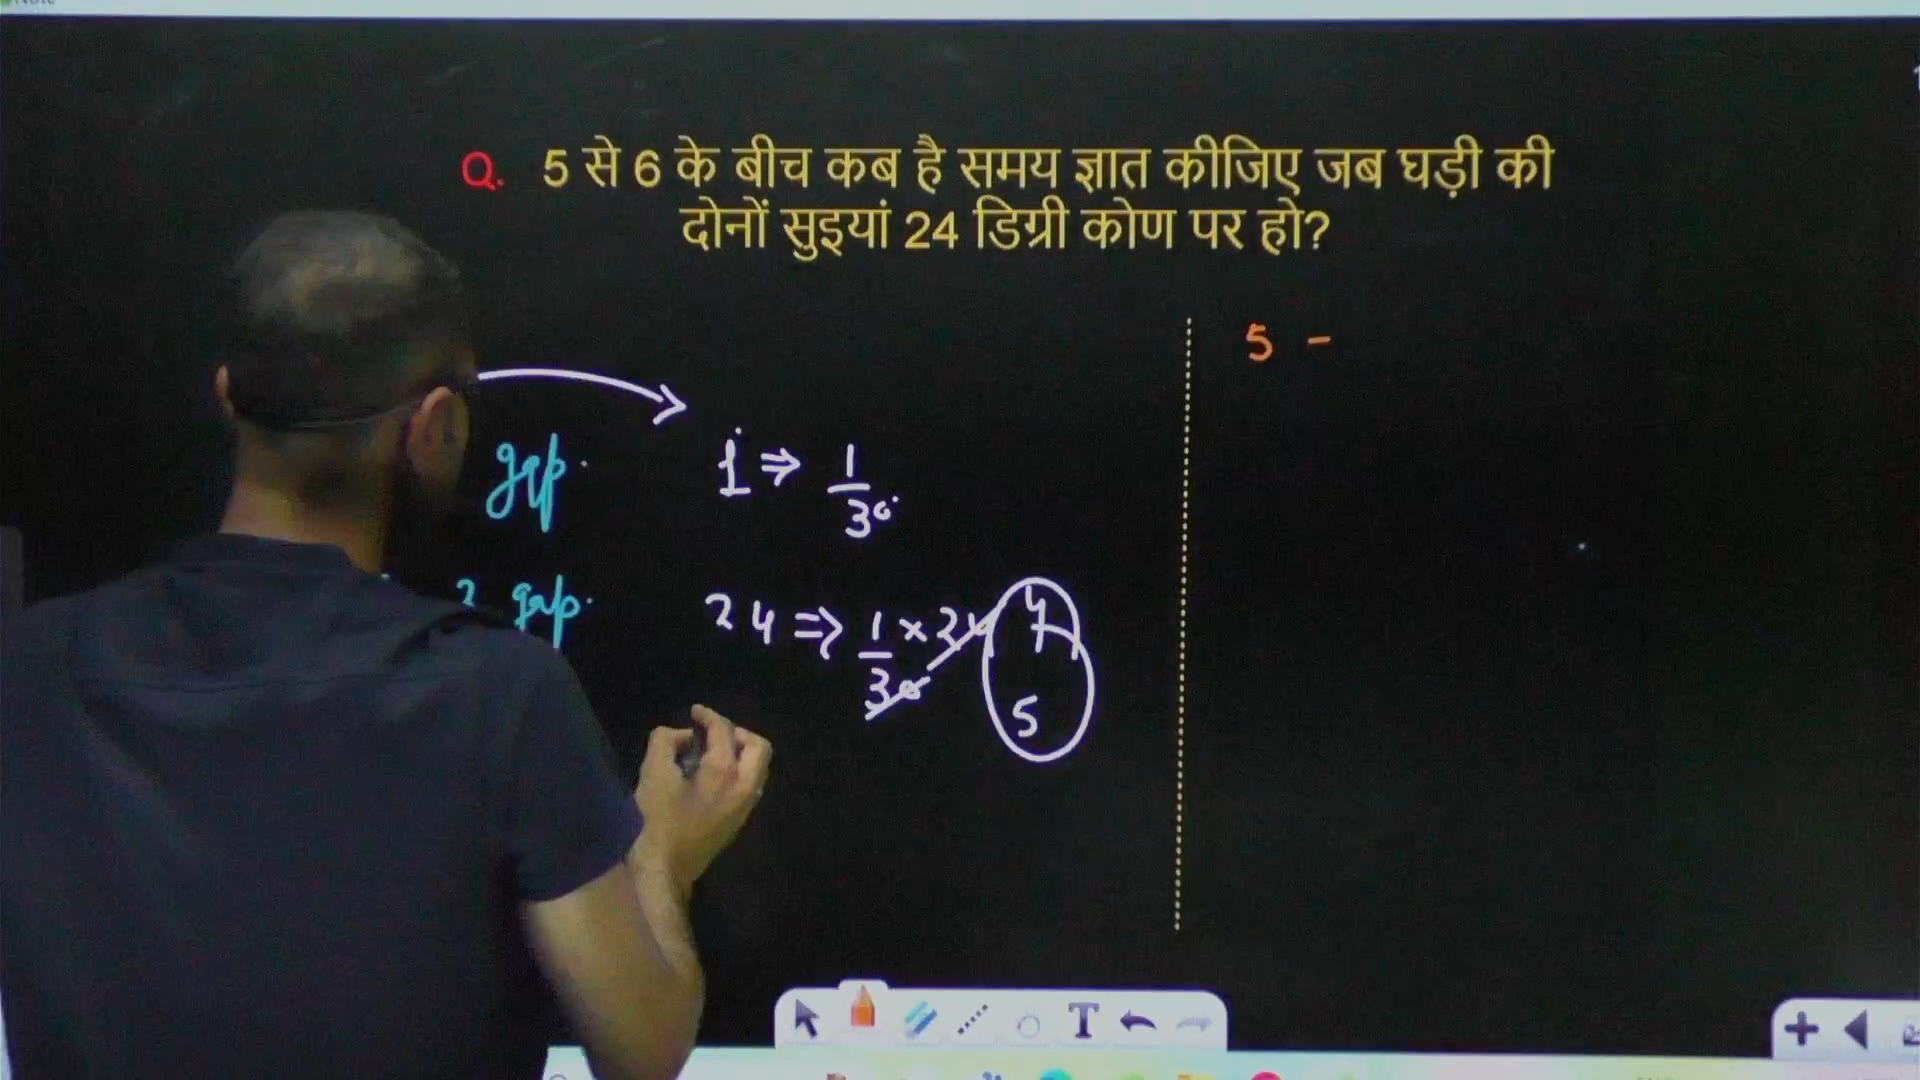 Q. 5 से 6 के बीच कब है समय ज्ञात कीजिए जब घड़ी की
दोनों सुइयां 24 डिग्री कोण पर हो?
5 -
gap. 1 ⇒ 1/30
2 gap. 24 ⇒ 1/30 × 24 4/5
T